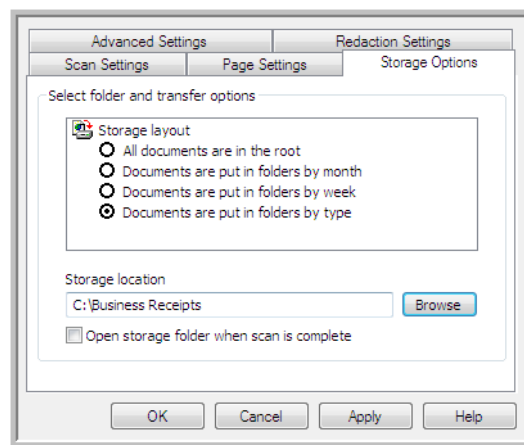 Advanced Settings Redaction Settings
Scan Settings Page Settings Storage Options
Select folder and transfer options
Storage layout
All documents are in the root
Documents are put in folders by month
Documents are put in folders by week
Documents are put in folders by type
Storage location
C:\Business Receipts Browse
Open storage folder when scan is complete
OK Cancel Apply Help